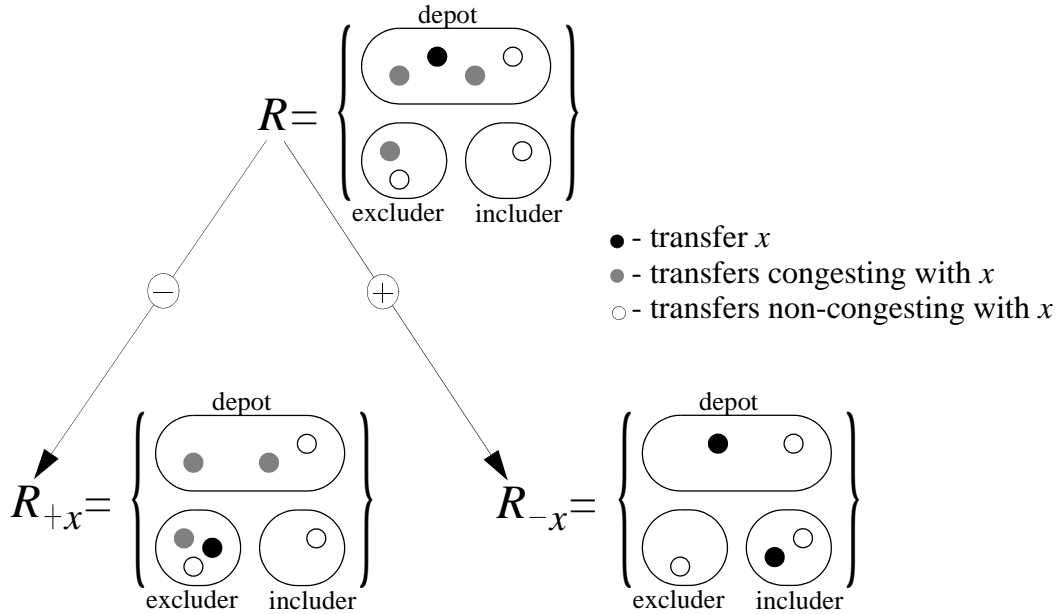 depot
R=
excluder includer
- transfer x
- transfers congesting with x
- transfers non-congesting with x
− +
depot depot
R+x= R−x=
excluder includer excluder includer